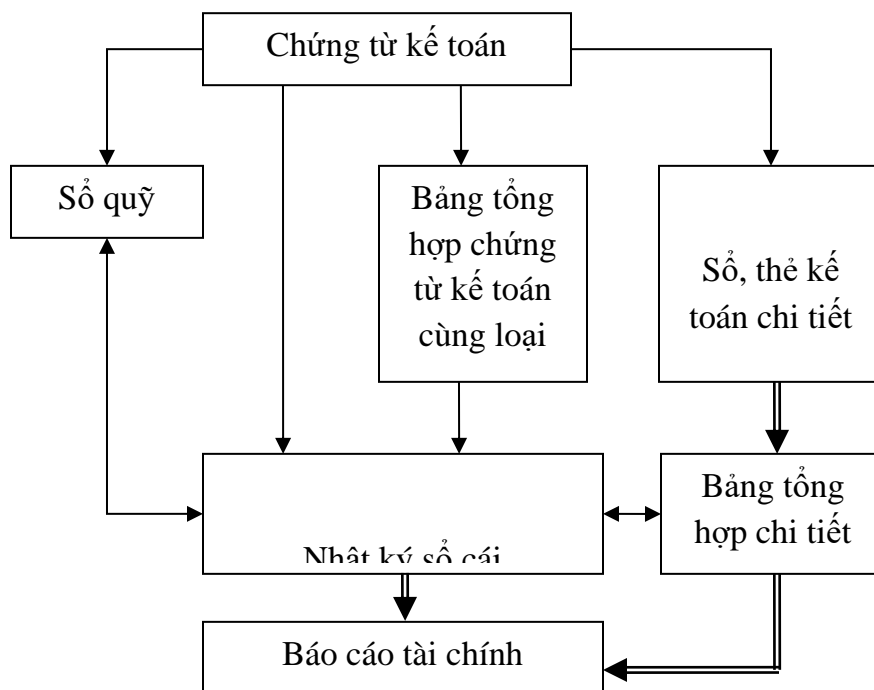 Chứng từ kế toán
Sổ quỹ
Bảng tổng
hợp chứng
từ kế toán
cùng loại
Sổ, thẻ kế
toán chi tiết
Nhật ký sổ cái
Bảng tổng
hợp chi tiết
Báo cáo tài chính